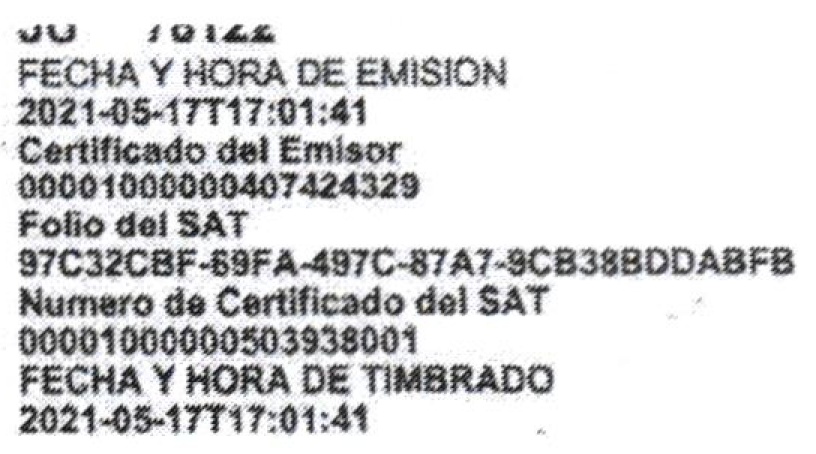 FECHA Y HORA DE EMISION
2021-05-17T17:01:41
Certificado del Emisor
00001000000407424329
Folio del SAT
97C32CBF-69FA-497C-87A7-9CB38BDDABFB
Numero de Certificado del SAT
00001000000503938001
FECHA Y HORA DE TIMBRADO
2021-05-17T17:01:41